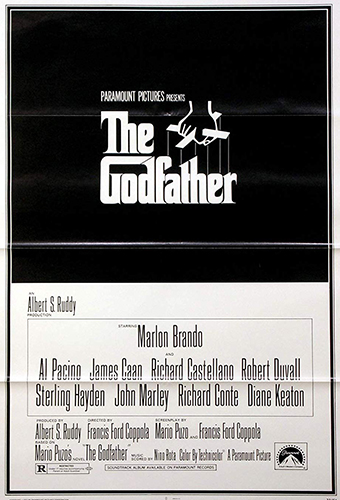 PARAMOUNT PICTURES PRESENTS
The
Godfather
AN
Albert S. Ruddy
PRODUCTION
STARRING Marlon Brando
AND
Al Pacino James Caan Richard Castellano Robert Duvall
Sterling Hayden John Marley Richard Conte Diane Keaton
PRODUCED BY DIRECTED BY SCREENPLAY BY
Albert S. Ruddy Francis Ford Coppola Mario Puzo AND Francis Ford Coppola
BASED ON
Mario Puzo's NOVEL "The Godfather" MUSIC SCORED BY Nino Rota Color By Technicolor® A Paramount Picture
R RESTRICTED
SOUNDTRACK ALBUM AVAILABLE ON PARAMOUNT RECORDS
Paramount